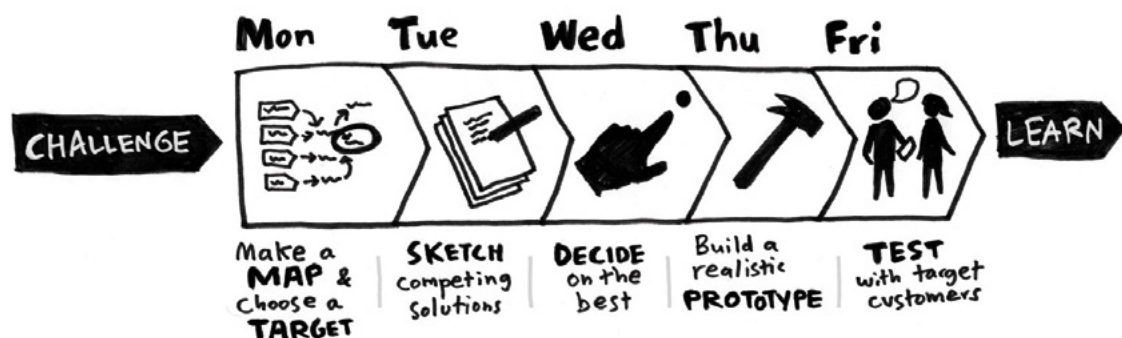 Mon Tue Wed Thu Fri
CHALLENGE
LEARN
Make a
MAP &
choose a
TARGET
SKETCH
competing
solutions
DECIDE
on the
best
Build a
realistic
PROTOTYPE
TEST
with target
customers